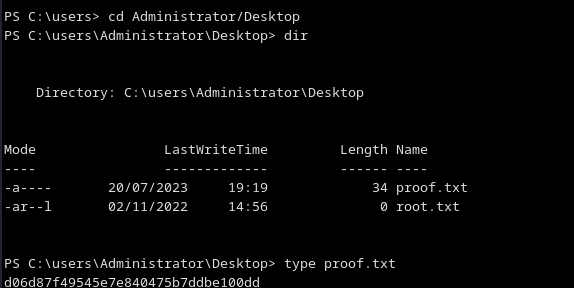 PS C:\users> cd Administrator/Desktop
PS C:\users\Administrator\Desktop> dir
Directory: C:\users\Administrator\Desktop
Mode LastWriteTime Length Name
---- ------------- ------ ----
-a---- 20/07/2023 19:19 34 proof.txt
-ar--l 02/11/2022 14:56 0 root.txt
PS C:\users\Administrator\Desktop> type proof.txt
d06d87f49545e7e840475b7ddbe100dd